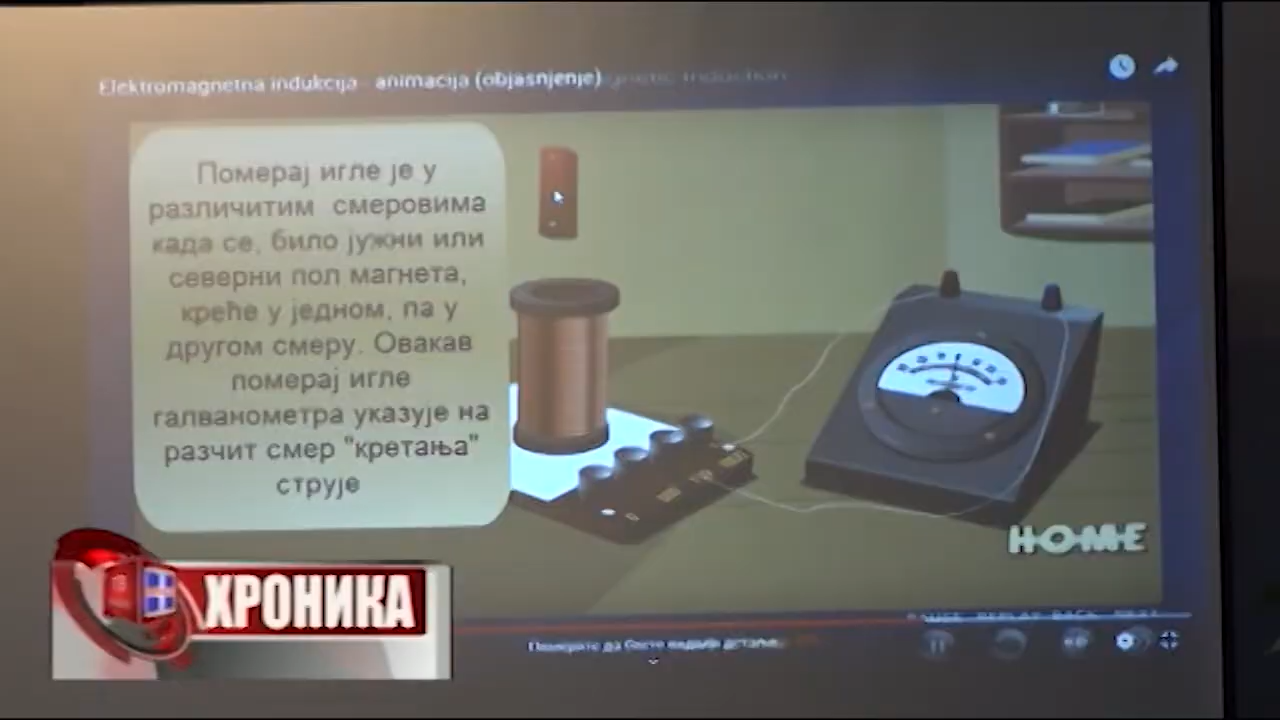 Elektromagnetna indukcija - animacija (objasnjenje)
Померај игле је у
различитим смеровима
када се, било јужни или
северни пол магнета,
креће у једном, па у
другом смеру. Овакав
померај игле
галванометра указује на
разчит смер "кретања"
струје
HOME
ХРОНИКА